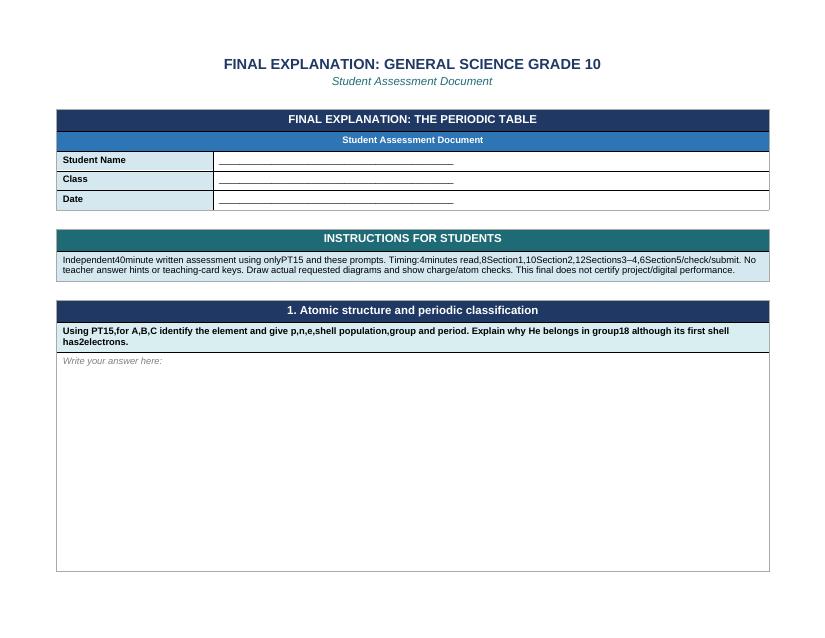 FINAL EXPLANATION: GENERAL SCIENCE GRADE 10
Student Assessment Document
FINAL EXPLANATION: THE PERIODIC TABLE
Student Assessment Document
Student Name
Class
Date
INSTRUCTIONS FOR STUDENTS
Independent40minute written assessment using onlyPT15 and these prompts. Timing:4minutes read,8Section1,10Section2,12Sections3–4,6Section5/check/submit. No
teacher answer hints or teaching-card keys. Draw actual requested diagrams and show charge/atom checks. This final does not certify project/digital performance.
1. Atomic structure and periodic classification
Using PT15,for A,B,C identify the element and give p,n,e,shell population,group and period. Explain why He belongs in group18 although its first shell
has2electrons.
Write your answer here: